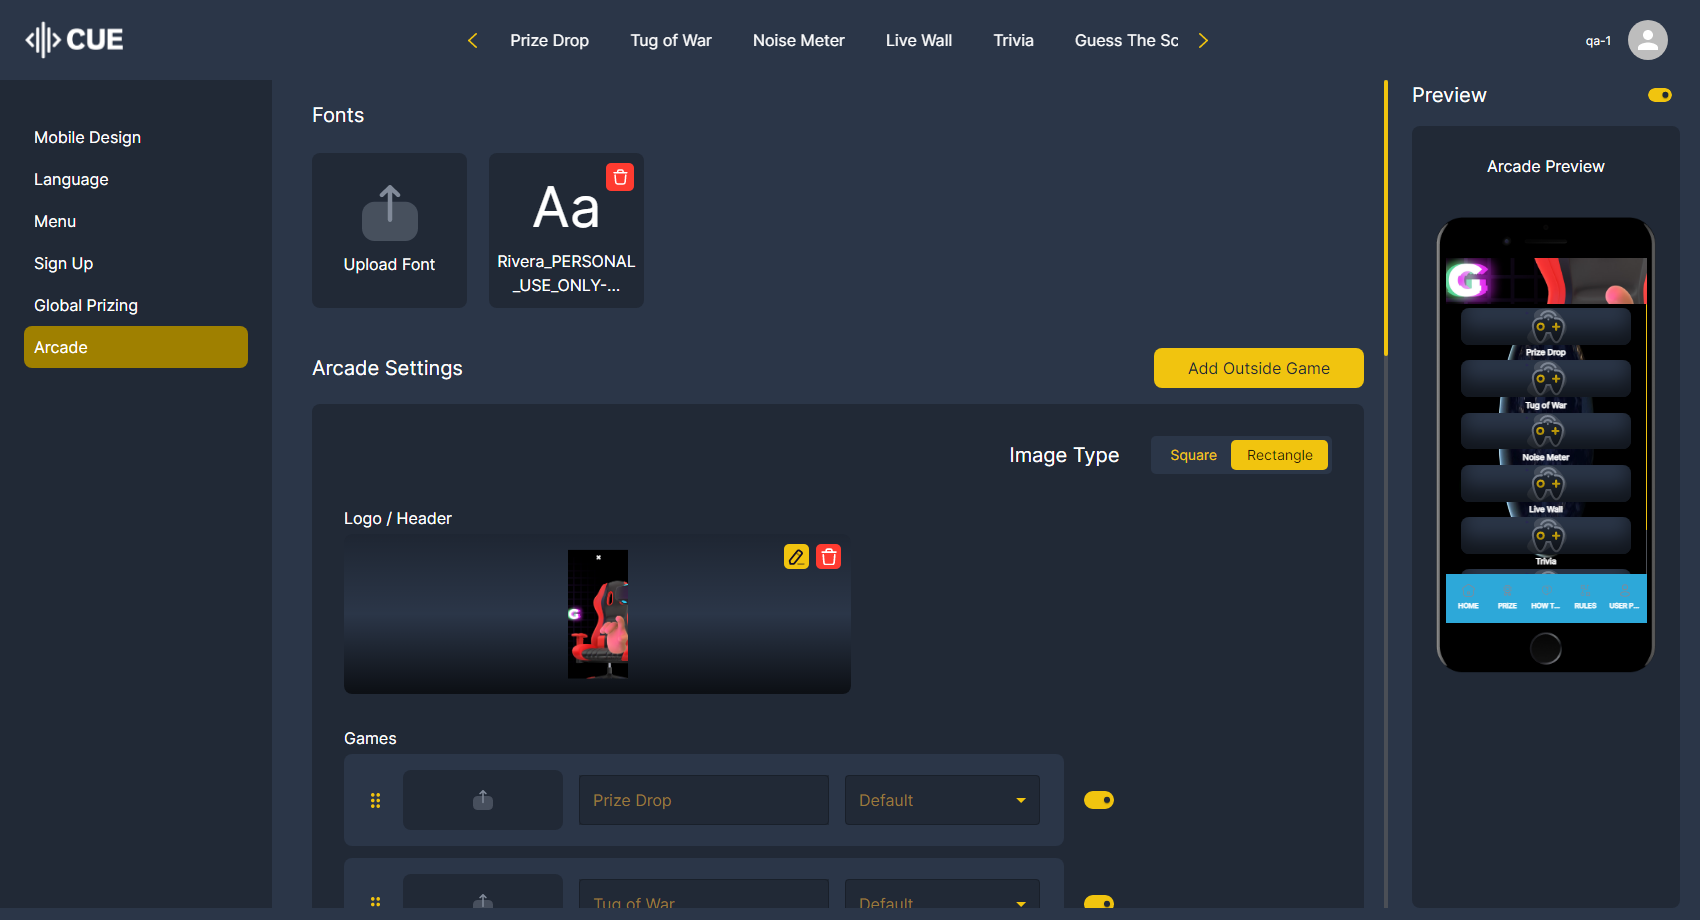 CUE
Prize Drop
Tug of War
Noise Meter
Live Wall
Trivia
Guess The Sc
qa-1
Mobile Design
Language
Menu
Sign Up
Global Prizing
Arcade
Fonts
Upload Font
Aa
Rivera_PERSONAL
_USE_ONLY-...
Arcade Settings
Add Outside Game
Image Type
Square
Rectangle
Logo / Header
G
Games
Prize Drop
Default
Tug of War
Default
Preview
Arcade Preview
G
Prize Drop
Tug of War
Noise Meter
Live Wall
Trivia
HOME
PRIZE
HOW T...
RULES
USER P...